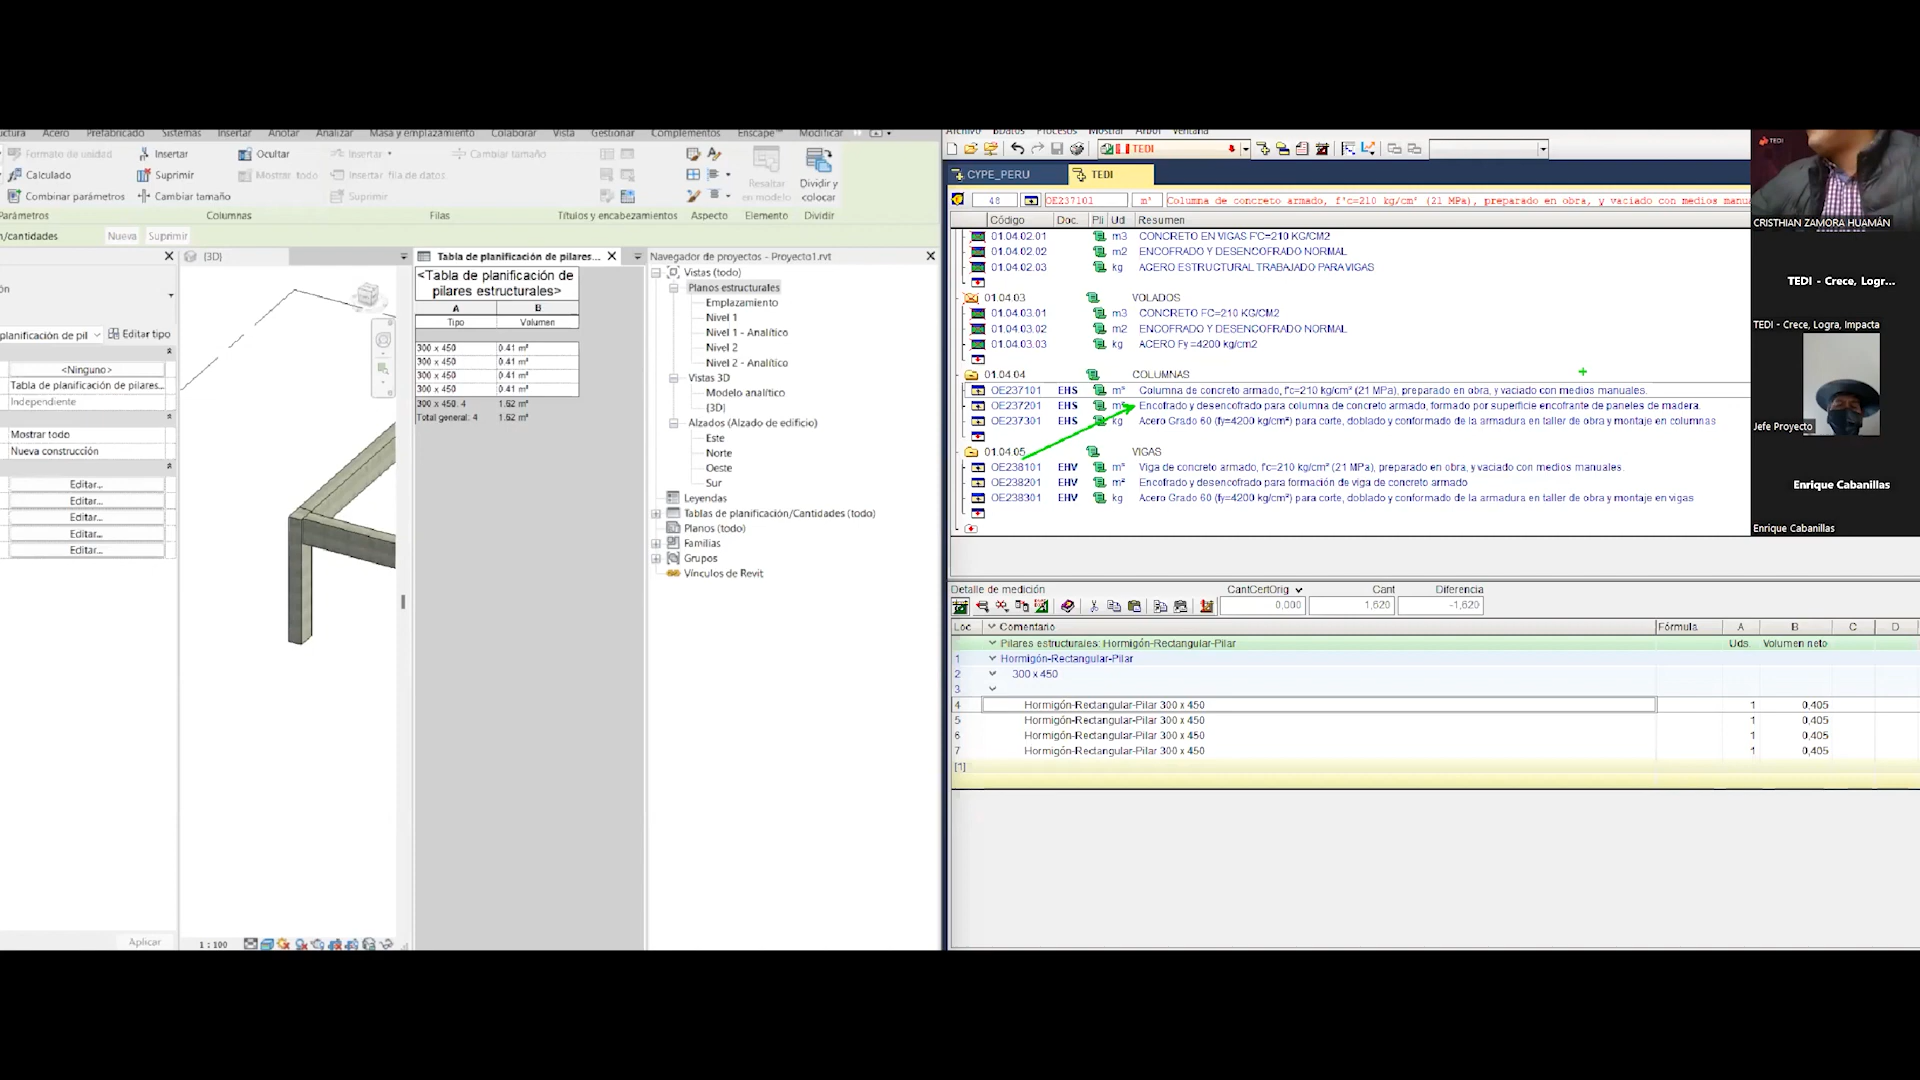 Acero Prefabricado Sistemas Insertar Anotar Analizar Masa y emplazamiento Colaborar Vista Gestionar Complementos Enscape™ Modificar
Formato de unidad Insertar Ocultar Insertar Cambiar tamaño
Calculado Suprimir Mostrar todo Insertar fila de datos
Combinar parámetros Cambiar tamaño Suprimir
Resaltar en modelo
Dividir y colocar
Parámetros Columnas Filas Títulos y encabezamientos Aspecto Elemento Dividir
n/cantidades Nueva Suprimir
{3D}
Tabla de planificación de pilares...
Navegador de proyectos - Proyecto1.rvt
planificación de pil Editar tipo
<Ninguno>
Tabla de planificación de pilares...
Independiente
Mostrar todo
Nueva construcción
Editar...
Editar...
Editar...
Editar...
Editar...
Aplicar
1 : 100
<Tabla de planificación de
pilares estructurales>
A B
Tipo Volumen
300 x 450 0.41 m³
300 x 450 0.41 m³
300 x 450 0.41 m³
300 x 450 0.41 m³
300 x 450: 4 1.62 m³
Total general: 4 1.62 m³
Vistas (todo)
Planos estructurales
Emplazamiento
Nivel 1
Nivel 1 - Analítico
Nivel 2
Nivel 2 - Analítico
Vistas 3D
Modelo analítico
{3D}
Alzados (Alzado de edificio)
Este
Norte
Oeste
Sur
Leyendas
Tablas de planificación/Cantidades (todo)
Planos (todo)
Familias
Grupos
Vínculos de Revit
Archivo BDatos Procesos Mostrar Árbol Ventana
TEDI
CYPE_PERU TEDI
48 OE237101 m³ Columna de concreto armado, f'c=210 kg/cm² (21 MPa), preparado en obra, y vaciado con medios manua
Código Doc. Pli Ud Resumen
01.04.02.01 m3 CONCRETO EN VIGAS F'C=210 KG/CM2
01.04.02.02 m2 ENCOFRADO Y DESENCOFRADO NORMAL
01.04.02.03 kg ACERO ESTRUCTURAL TRABAJADO PARA VIGAS
01.04.03 VOLADOS
01.04.03.01 m3 CONCRETO FC=210 KG/CM2
01.04.03.02 m2 ENCOFRADO Y DESENCOFRADO NORMAL
01.04.03.03 kg ACERO Fy =4200 kg/cm2
01.04.04 COLUMNAS
OE237101 EHS m³ Columna de concreto armado, f'c=210 kg/cm² (21 MPa), preparado en obra, y vaciado con medios manuales.
OE237201 EHS m² Encofrado y desencofrado para columna de concreto armado, formado por superficie encofrante de paneles de madera.
OE237301 EHS kg Acero Grado 60 (fy=4200 kg/cm²) para corte, doblado y conformado de la armadura en taller de obra y montaje en columnas
01.04.05 VIGAS
OE238101 EHV m³ Viga de concreto armado, f'c=210 kg/cm² (21 MPa), preparado en obra, y vaciado con medios manuales.
OE238201 EHV m² Encofrado y desencofrado para formación de viga de concreto armado
OE238301 EHV kg Acero Grado 60 (fy=4200 kg/cm²) para corte, doblado y conformado de la armadura en taller de obra y montaje en vigas
Detalle de medición CantCertOrig Cant Diferencia
0,000 1,620 -1,620
Loc Comentario Fórmula A B C D
Pilares estructurales: Hormigón-Rectangular-Pilar Uds. Volumen neto
1 Hormigón-Rectangular-Pilar
2 300 x 450
3
4 Hormigón-Rectangular-Pilar 300 x 450 1 0,405
5 Hormigón-Rectangular-Pilar 300 x 450 1 0,405
6 Hormigón-Rectangular-Pilar 300 x 450 1 0,405
7 Hormigón-Rectangular-Pilar 300 x 450 1 0,405
[1]
TEDI
CRISTHIAN ZAMORA HUAMÁN
TEDI - Crece, Logr...
TEDI - Crece, Logra, Impacta
Jefe Proyecto
Enrique Cabanillas
Enrique Cabanillas